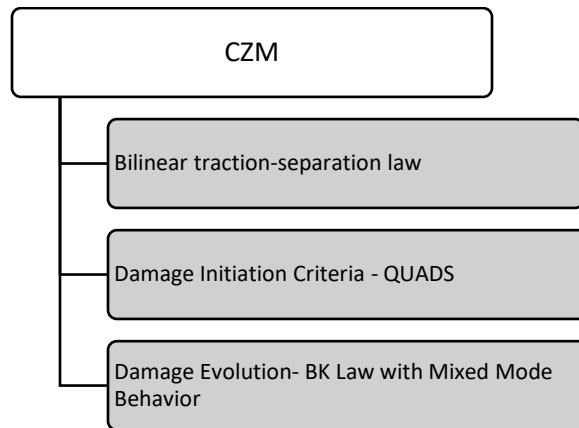 CZM
Bilinear traction-separation law
Damage Initiation Criteria - QUADS
Damage Evolution- BK Law with Mixed Mode
Behavior